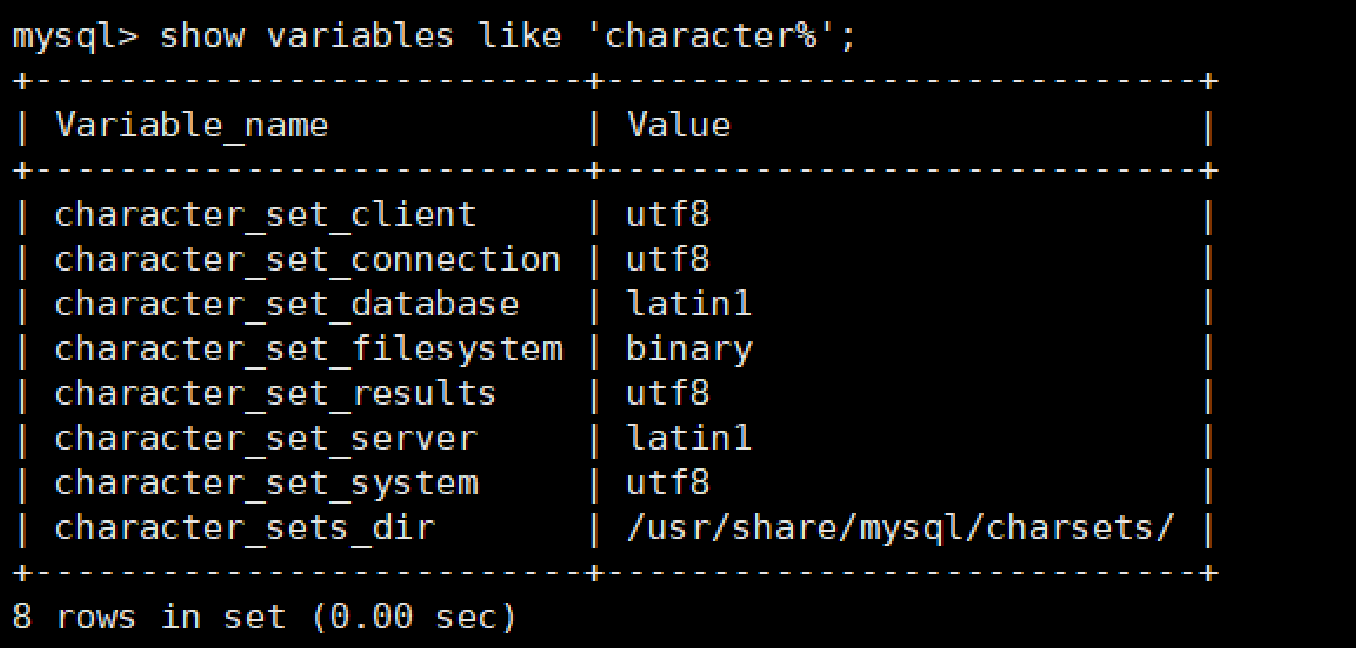 mysql> show variables like 'character%';
+--------------------------+----------------------------+
| Variable_name            | Value                      |
+--------------------------+----------------------------+
| character_set_client     | utf8                       |
| character_set_connection | utf8                       |
| character_set_database   | latin1                     |
| character_set_filesystem | binary                     |
| character_set_results    | utf8                       |
| character_set_server     | latin1                     |
| character_set_system     | utf8                       |
| character_sets_dir       | /usr/share/mysql/charsets/ |
+--------------------------+----------------------------+
8 rows in set (0.00 sec)